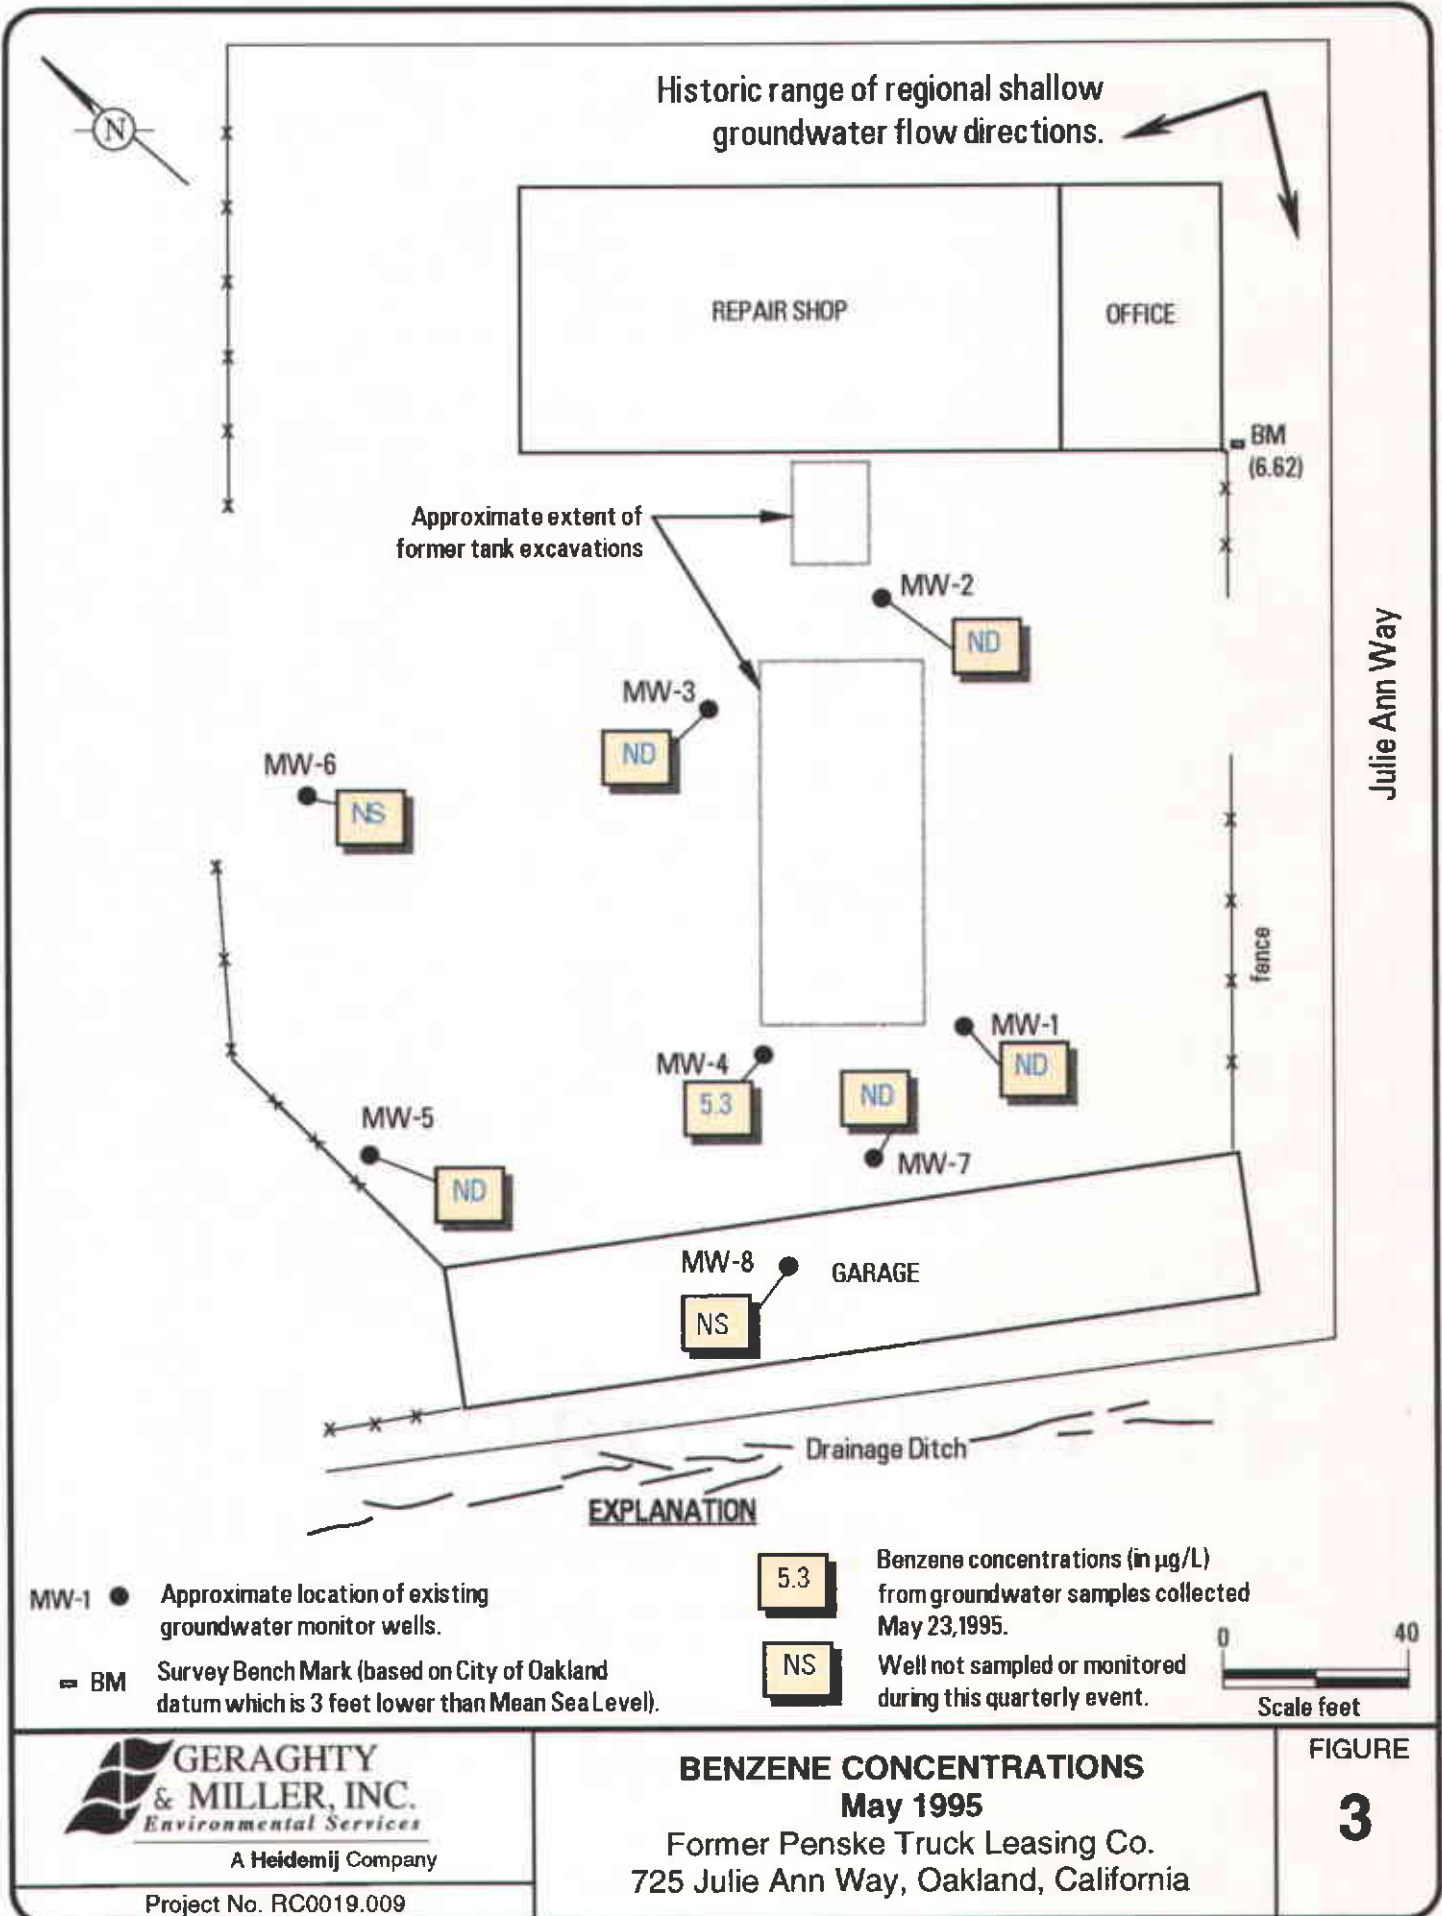 N
Historic range of regional shallow
groundwater flow directions.
REPAIR SHOP
OFFICE
BM
(6.62)
Approximate extent of
former tank excavations
MW-2
ND
MW-3
ND
MW-6
NS
Julie Ann Way
fence
MW-1
ND
MW-4
5.3
ND
MW-7
MW-5
ND
MW-8
NS
GARAGE
Drainage Ditch
EXPLANATION
MW-1
Approximate location of existing
groundwater monitor wells.
BM
Survey Bench Mark (based on City of Oakland
datum which is 3 feet lower than Mean Sea Level).
5.3
Benzene concentrations (in µg/L)
from groundwater samples collected
May 23,1995.
NS
Well not sampled or monitored
during this quarterly event.
0 40
Scale feet
GERAGHTY
& MILLER, INC.
Environmental Services
A Heidemij Company
Project No. RC0019.009
BENZENE CONCENTRATIONS
May 1995
Former Penske Truck Leasing Co.
725 Julie Ann Way, Oakland, California
FIGURE
3